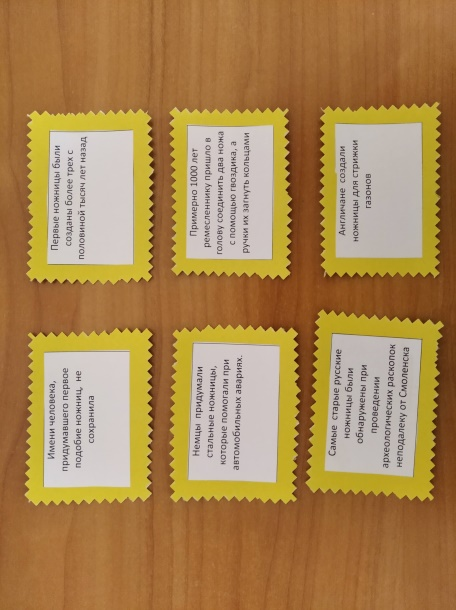 Имени человека,
придумавшего первое
подобие ножниц, не
сохранила
Первые ножницы были
созданы более трех с
половиной тысяч лет назад
Немцы придумали
стальные ножницы,
которые помогали при
автомобильных авариях.
Примерно 1000 лет
ремесленнику пришло в
голову соединить два ножа
с помощью гвоздика, а
ручки их загнуть кольцами
Самые старые русские
ножницы были
обнаружены при
проведении
археологических раскопок
неподалеку от Смоленска
Англичане создали
ножницы для стрижки
газонов